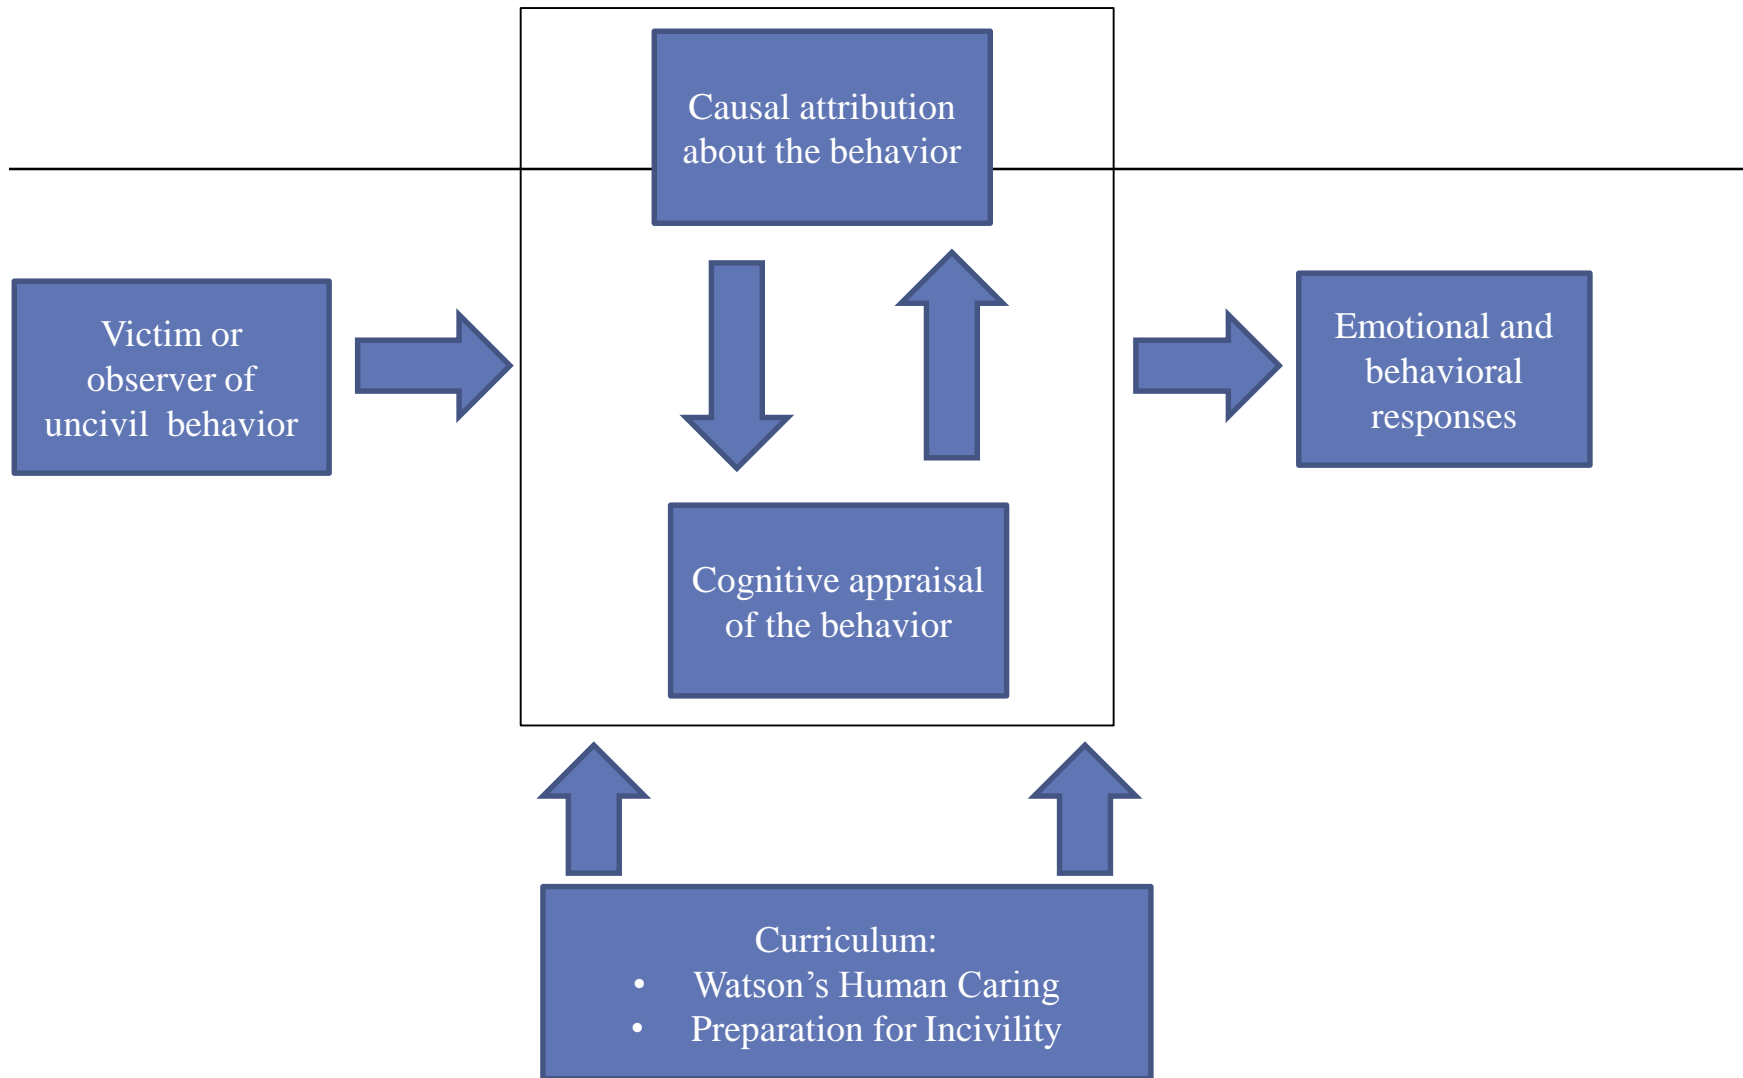 Causal attribution
about the behavior
Victim or
observer of
uncivil behavior
Emotional and
behavioral
responses
Cognitive appraisal
of the behavior
Curriculum:
• Watson’s Human Caring
• Preparation for Incivility